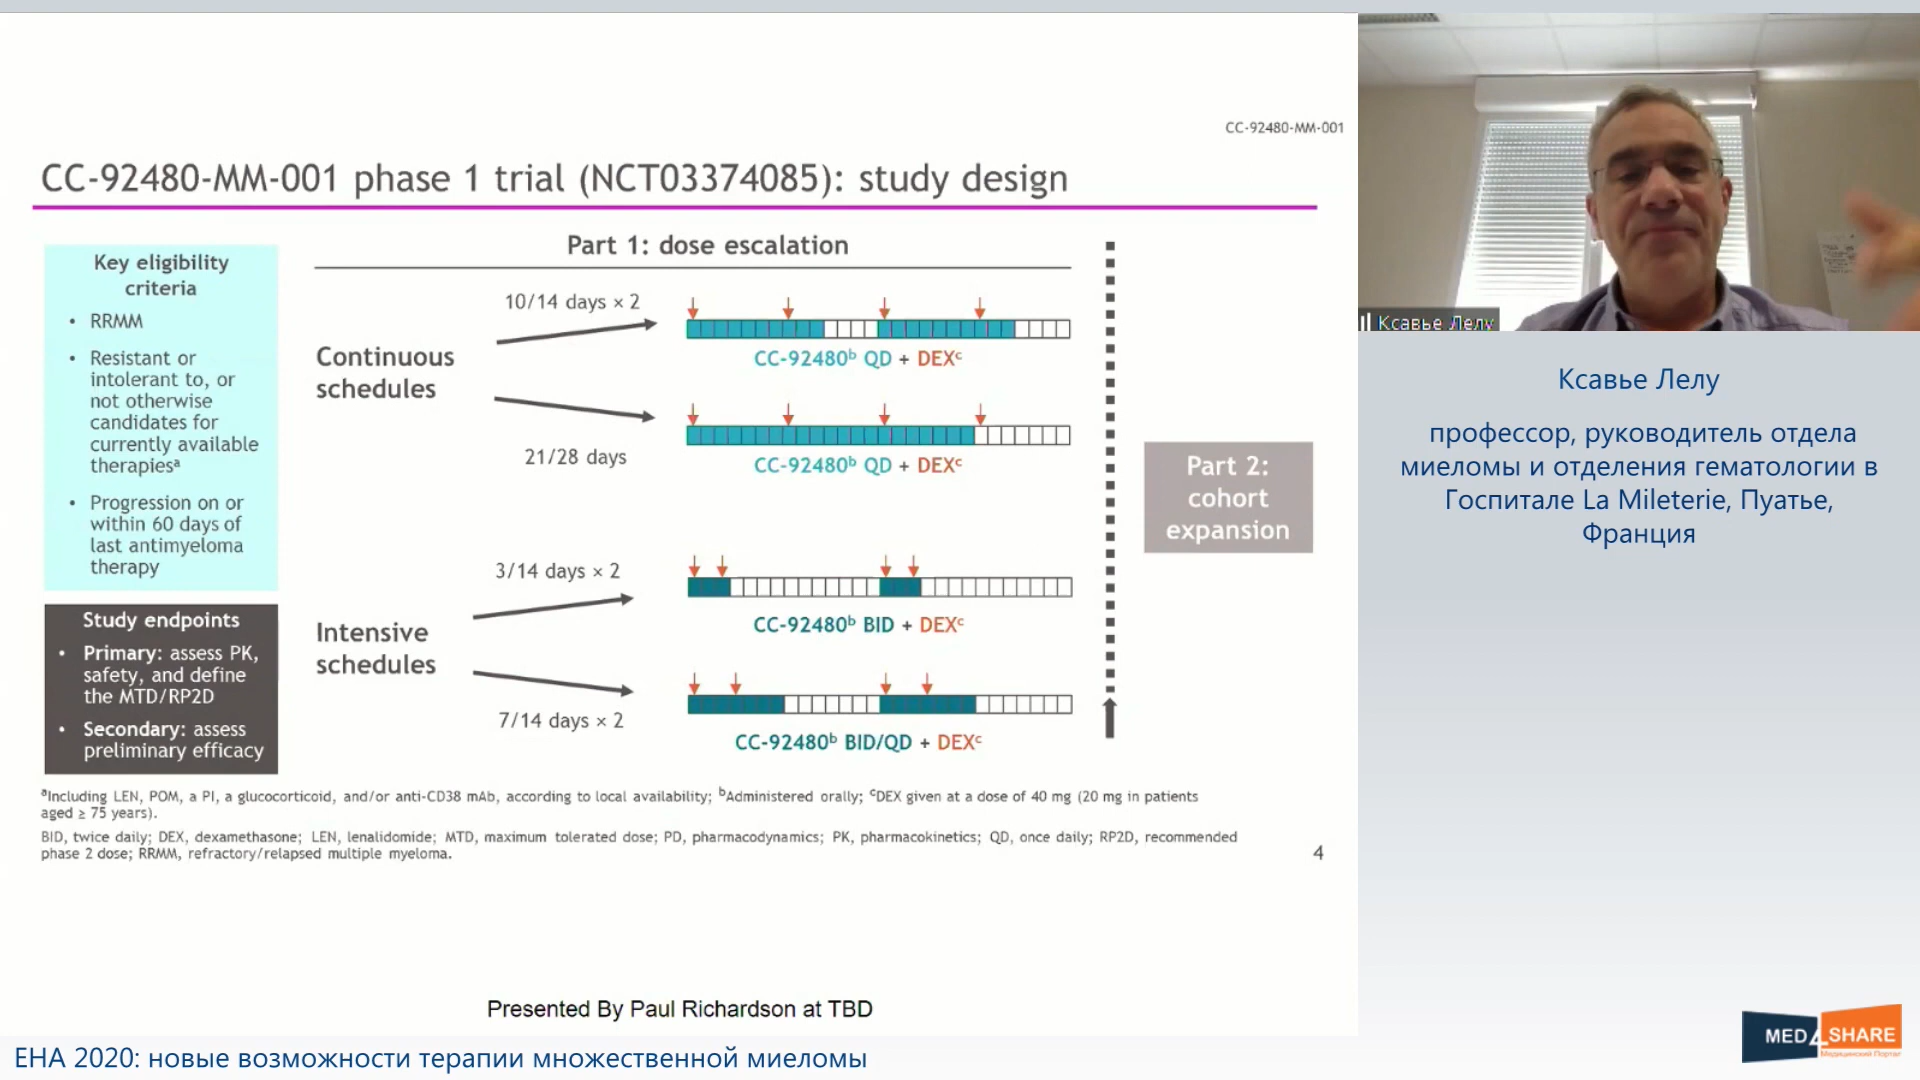 CC-92480-MM-001
CC-92480-MM-001 phase 1 trial (NCT03374085): study design
Key eligibility
criteria
• RRMM
• Resistant or
intolerant to, or
not otherwise
candidates for
currently available
therapiesᵃ
• Progression on or
within 60 days of
last antimyeloma
therapy
Study endpoints
• Primary: assess PK,
safety, and define
the MTD/RP2D
• Secondary: assess
preliminary efficacy
Part 1: dose escalation
Continuous
schedules
10/14 days × 2
CC-92480ᵇ QD + DEXᶜ
21/28 days
CC-92480ᵇ QD + DEXᶜ
Intensive
schedules
3/14 days × 2
CC-92480ᵇ BID + DEXᶜ
7/14 days × 2
CC-92480ᵇ BID/QD + DEXᶜ
Part 2:
cohort
expansion
ᵃIncluding LEN, POM, a PI, a glucocorticoid, and/or anti-CD38 mAb, according to local availability; ᵇAdministered orally; ᶜDEX given at a dose of 40 mg (20 mg in patients
aged ≥ 75 years).
BID, twice daily; DEX, dexamethasone; LEN, lenalidomide; MTD, maximum tolerated dose; PD, pharmacodynamics; PK, pharmacokinetics; QD, once daily; RP2D, recommended
phase 2 dose; RRMM, refractory/relapsed multiple myeloma.
4
Presented By Paul Richardson at TBD
Ксавье Лелу
Ксавье Лелу
профессор, руководитель отдела
миеломы и отделения гематологии в
Госпитале La Mileterie, Пуатье,
Франция
MED4SHARE
Медицинский Портал
EHA 2020: новые возможности терапии множественной миеломы